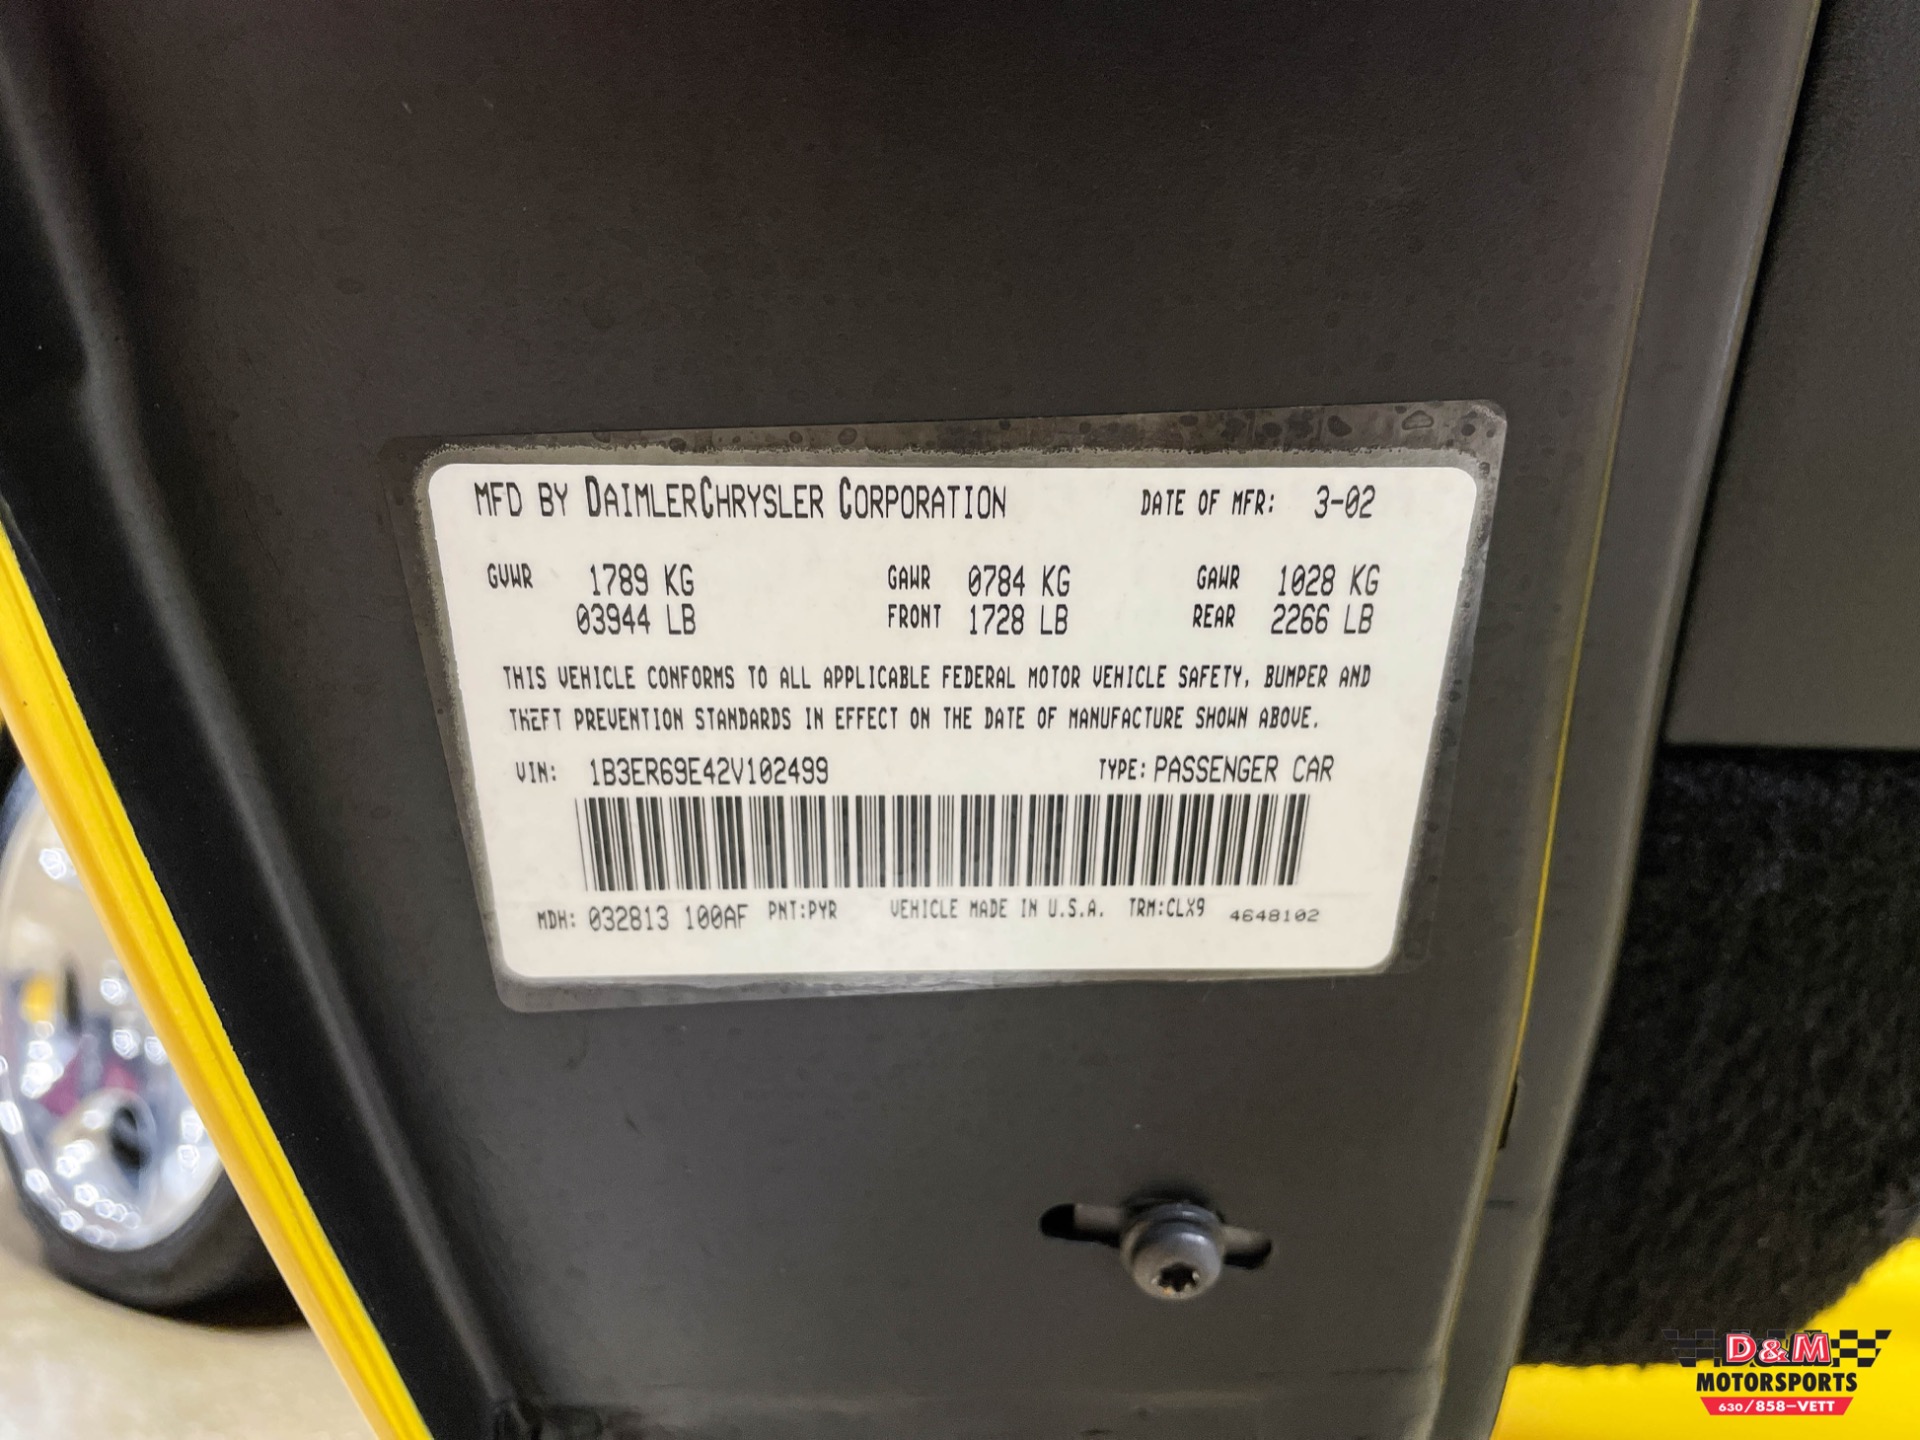 MFD BY DAIMLERCHRYSLER CORPORATION DATE OF MFR: 3-02
GVWR 1789 KG GAWR 0784 KG GAWR 1028 KG
03944 LB FRONT 1728 LB REAR 2266 LB
THIS VEHICLE CONFORMS TO ALL APPLICABLE FEDERAL MOTOR VEHICLE SAFETY, BUMPER AND
THEFT PREVENTION STANDARDS IN EFFECT ON THE DATE OF MANUFACTURE SHOWN ABOVE.
VIN: 1B3ER69E42V102499 TYPE: PASSENGER CAR
MDH: 032813 100AF PNT:PYR VEHICLE MADE IN U.S.A. TRM:CLX9 4648102
D&M
MOTORSPORTS
630/858-VETT